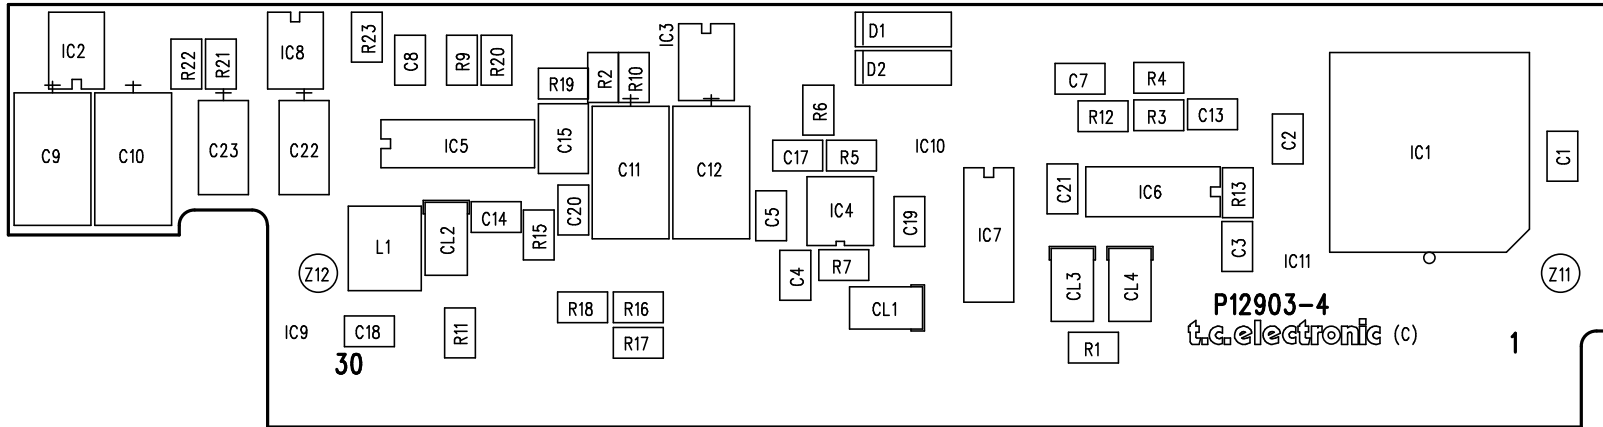 IC2
R22
R21
IC8
R23
C8
R9
R20
R19
R2
R10
IC3
D1
D2
C7
R4
R12
R3
C13
C2
IC1
C1
C9
C10
C23
C22
IC5
C15
C11
C12
R6
C17
R5
IC10
C21
IC6
R13
L1
CL2
C14
R15
C20
C5
IC4
C19
IC7
C3
IC11
Z12
C4
R7
CL1
CL3
CL4
Z11
IC9
C18
R11
R18
R16
R17
R1
P12903-4
t.c.electronic (C)
30
1